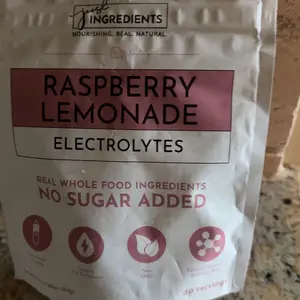 just
INGREDIENTS
NOURISHING. REAL. NATURAL.
RASPBERRY
LEMONADE
ELECTROLYTES
REAL WHOLE FOOD INGREDIENTS
NO SUGAR ADDED